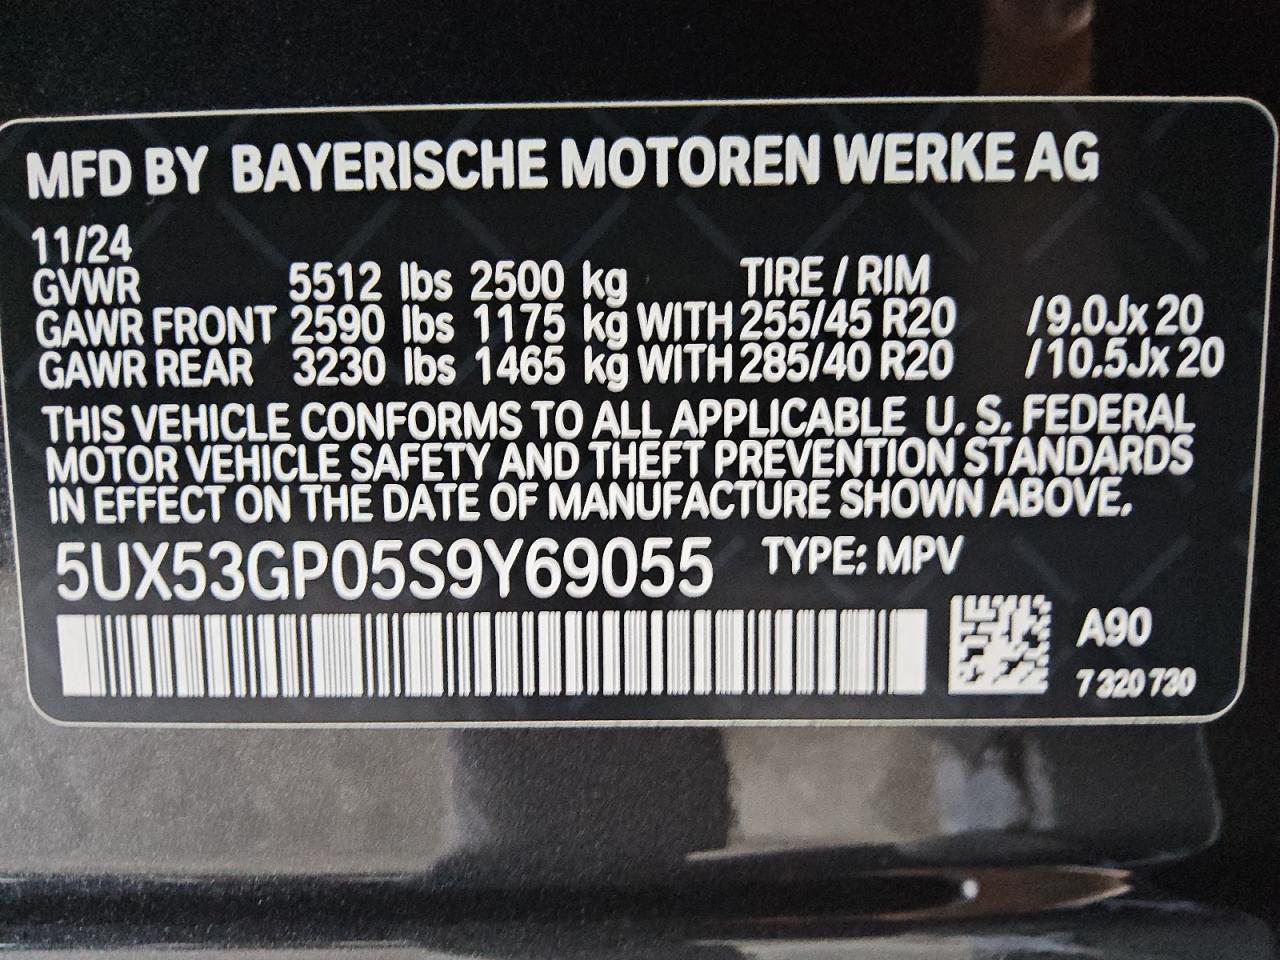 MFD BY BAYERISCHE MOTOREN WERKE AG
11/24
GVWR 5512 lbs 2500 kg TIRE / RIM
GAWR FRONT 2590 lbs 1175 kg WITH 255/45 R20 /9.0Jx 20
GAWR REAR 3230 lbs 1465 kg WITH 285/40 R20 /10.5Jx 20
THIS VEHICLE CONFORMS TO ALL APPLICABLE U. S. FEDERAL
MOTOR VEHICLE SAFETY AND THEFT PREVENTION STANDARDS
IN EFFECT ON THE DATE OF MANUFACTURE SHOWN ABOVE.
5UX53GP05S9Y69055 TYPE: MPV
A90
7 320 730